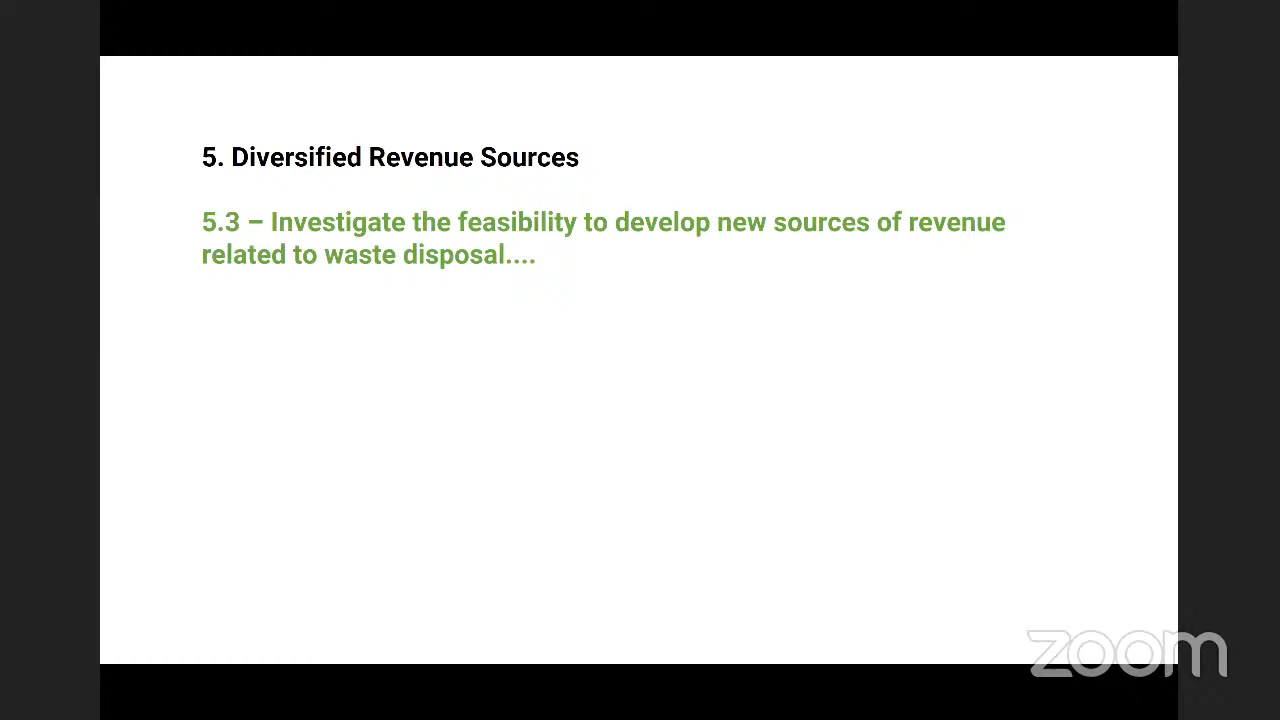 5. Diversified Revenue Sources
5.3 – Investigate the feasibility to develop new sources of revenue
related to waste disposal....
zoom